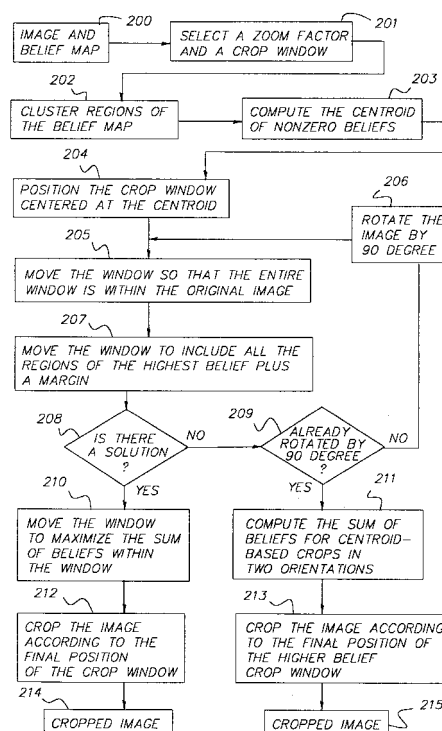 200
IMAGE AND
BELIEF MAP
201
SELECT A ZOOM FACTOR
AND A CROP WINDOW
202
CLUSTER REGIONS OF
THE BELIEF MAP
203
COMPUTE THE CENTROID
OF NONZERO BELIEFS
204
POSITION THE CROP WINDOW
CENTERED AT THE CENTROID
206
ROTATE THE
IMAGE BY
90 DEGREE
205
MOVE THE WINDOW SO THAT THE ENTIRE
WINDOW IS WITHIN THE ORIGINAL IMAGE
207
MOVE THE WINDOW TO INCLUDE ALL THE
REGIONS OF THE HIGHEST BELIEF PLUS
A MARGIN
208
IS THERE
A SOLUTION
?
NO
YES
209
ALREADY
ROTATED BY
90 DEGREE
?
NO
YES
210
MOVE THE WINDOW
TO MAXIMIZE THE SUM
OF BELIEFS WITHIN
THE WINDOW
211
COMPUTE THE SUM OF
BELIEFS FOR CENTROID-
BASED CROPS IN
TWO ORIENTATIONS
212
CROP THE IMAGE
ACCORDING TO THE
FINAL POSITION
OF THE CROP WINDOW
213
CROP THE IMAGE ACCORDING
TO THE FINAL POSITION OF
THE HIGHER BELIEF
CROP WINDOW
214
CROPPED IMAGE
215
CROPPED IMAGE